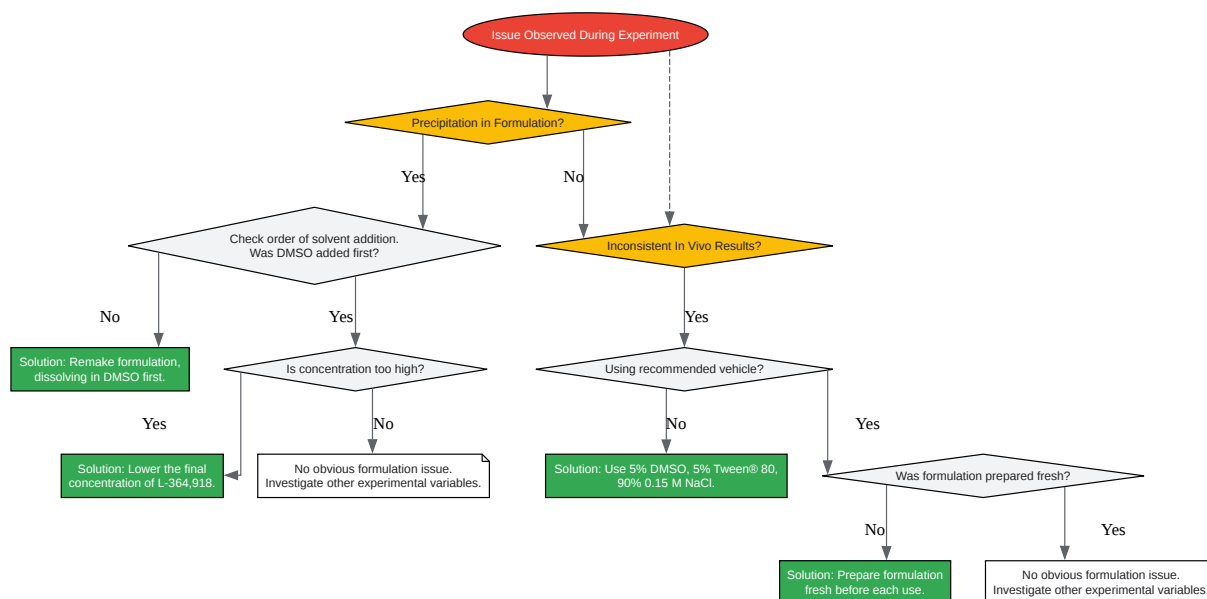 Issue Observed During Experiment
Precipitation in Formulation?
Yes
No
Check order of solvent addition.
Was DMSO added first?
Inconsistent In Vivo Results?
No
Yes
Yes
Solution: Remake formulation,
dissolving in DMSO first.
Is concentration too high?
Using recommended vehicle?
Yes
No
No
Yes
Solution: Lower the final
concentration of L-364,918.
No obvious formulation issue.
Investigate other experimental variables.
Solution: Use 5% DMSO, 5% Tween® 80,
90% 0.15 M NaCl.
Was formulation prepared fresh?
No
Yes
Solution: Prepare formulation
fresh before each use.
No obvious formulation issue.
Investigate other experimental variables